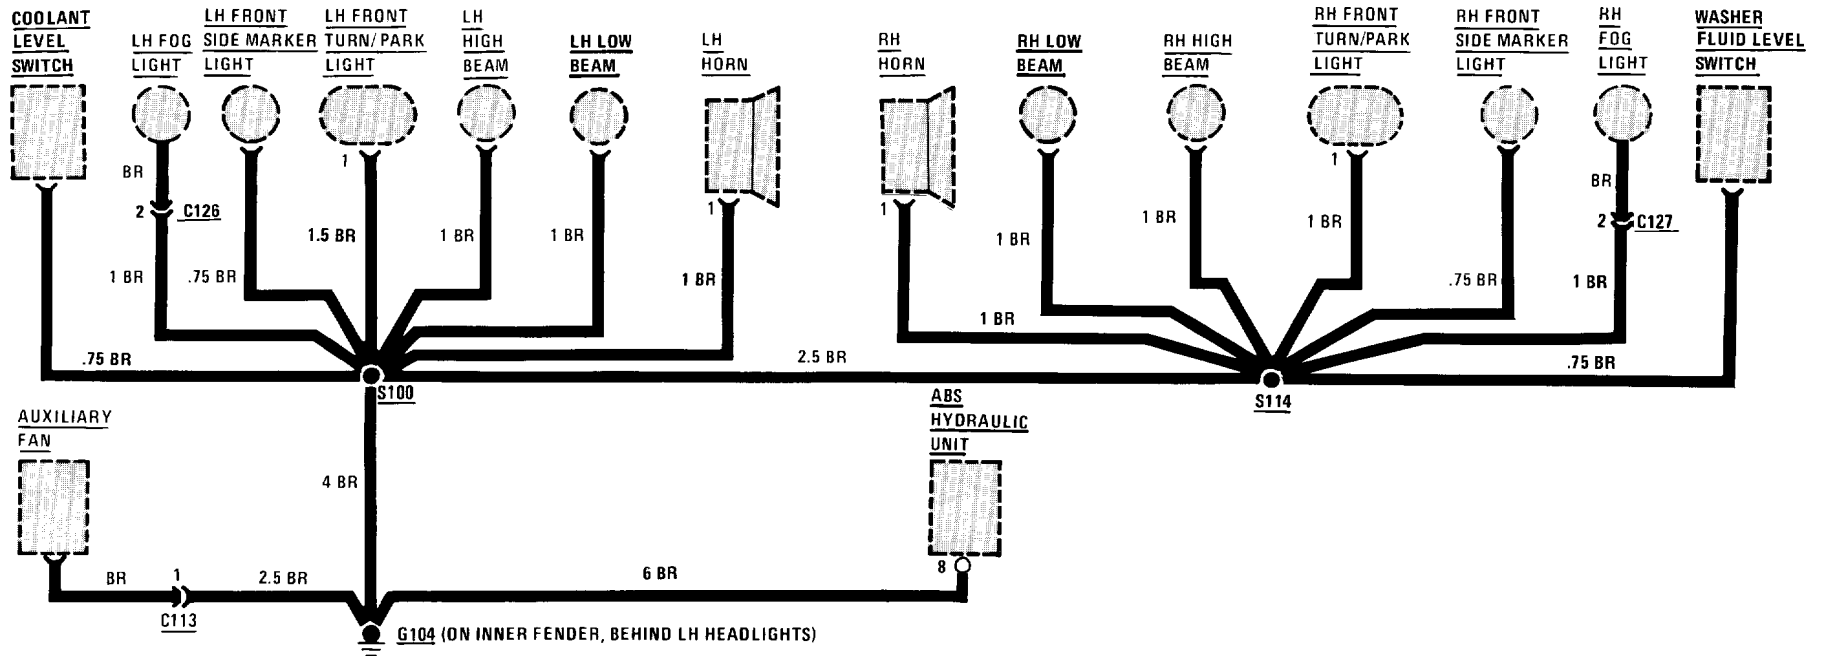 COOLANT
LEVEL
SWITCH
LH FOG
LIGHT
LH FRONT
SIDE MARKER
LIGHT
LH FRONT
TURN/PARK
LIGHT
LH
HIGH
BEAM
LH LOW
BEAM
LH
HORN
RH
HORN
RH LOW
BEAM
RH HIGH
BEAM
RH FRONT
TURN/PARK
LIGHT
RH FRONT
SIDE MARKER
LIGHT
RH
FOG
LIGHT
WASHER
FLUID LEVEL
SWITCH
BR
2 C126
1 BR
.75 BR
1
1.5 BR
1 BR
1 BR
1
1 BR
1
1 BR
1 BR
1 BR
1
1 BR
.75 BR
BR
2 C127
1 BR
.75 BR
2.5 BR
.75 BR
S100
S114
AUXILIARY
FAN
ABS
HYDRAULIC
UNIT
4 BR
BR
1
2.5 BR
6 BR
8
C113
G104 (ON INNER FENDER, BEHIND LH HEADLIGHTS)